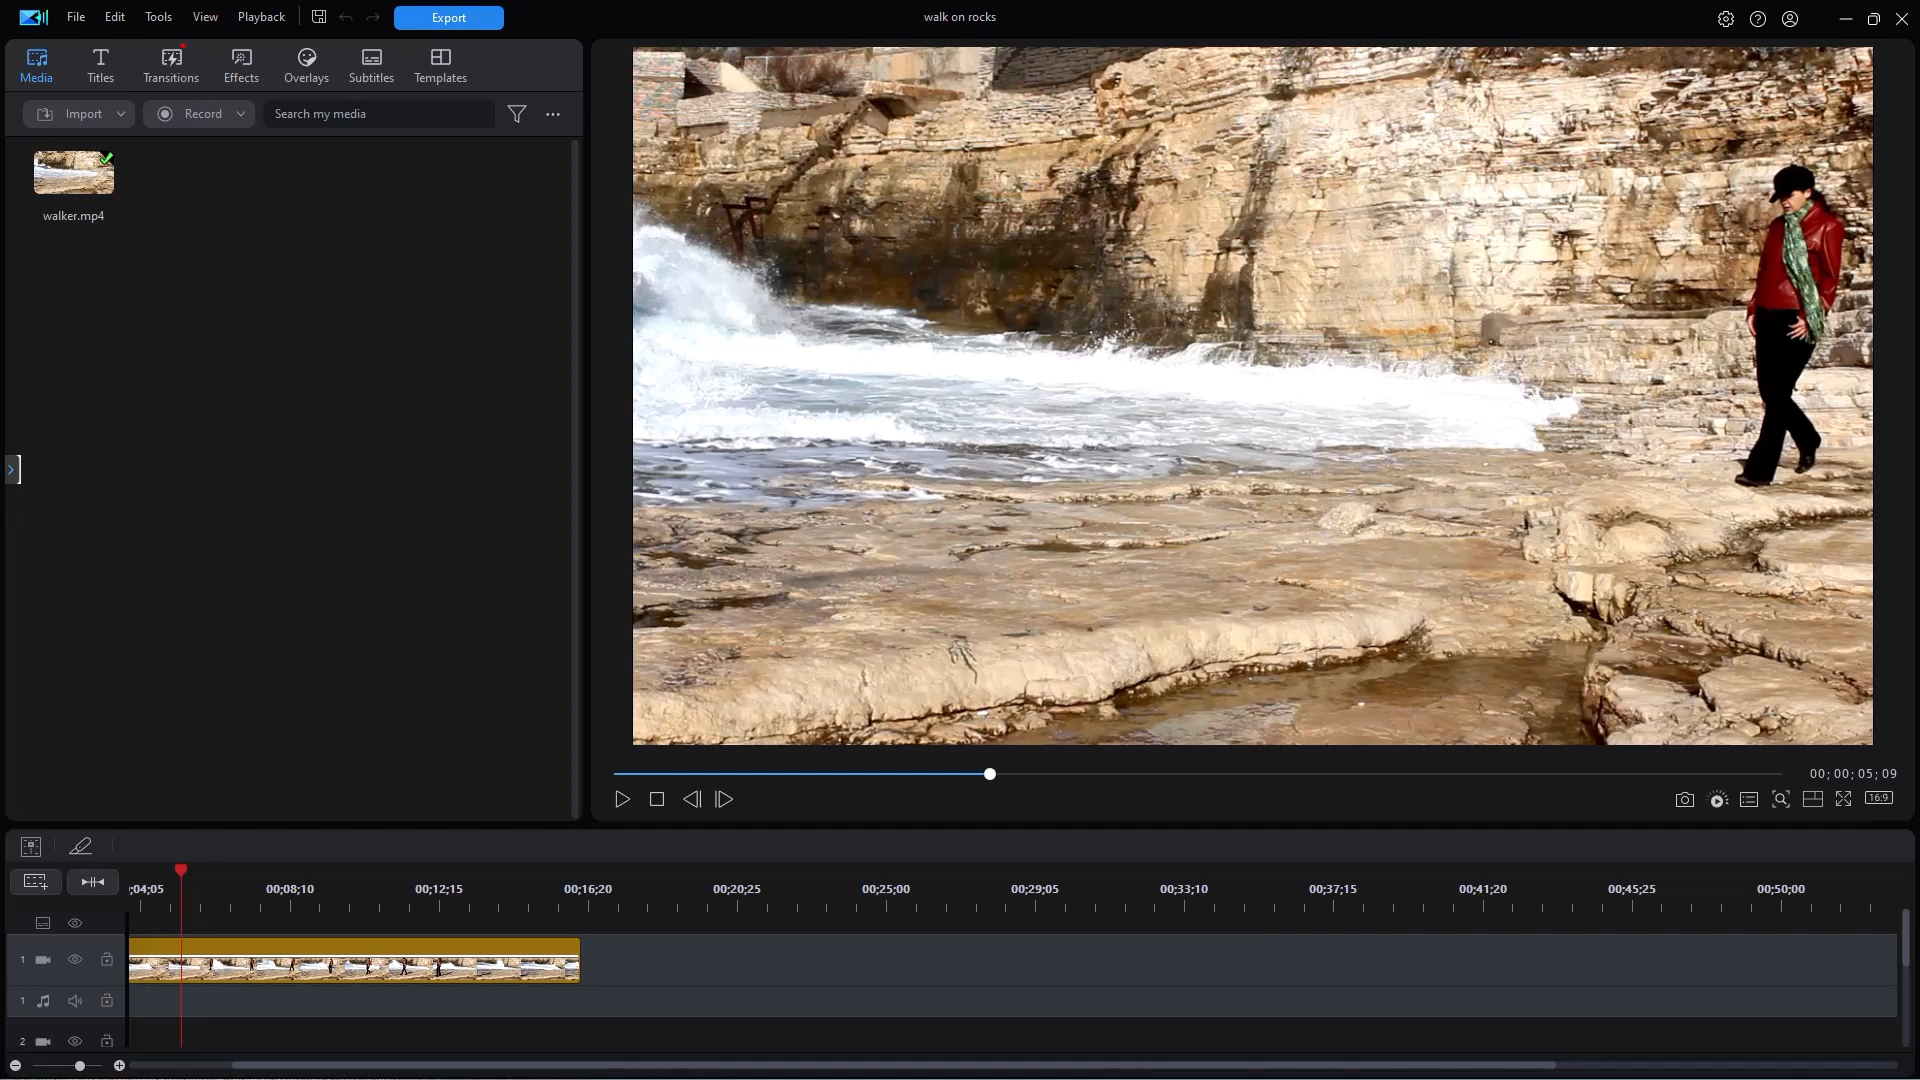 File Edit Tools View Playback Export walk on rocks
Media Titles Transitions Effects Overlays Subtitles Templates
Import Record Search my media
walker.mp4
00; 00; 05; 09
16:9
;04;05 00;08;10 00;12;15 00;16;20 00;20;25 00;25;00 00;29;05 00;33;10 00;37;15 00;41;20 00;45;25 00;50;00
1
1
2